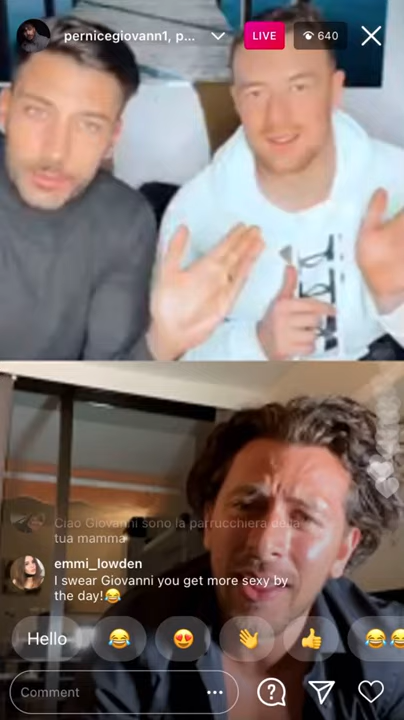 pernicegiovann1, p...
LIVE
640
Ciao Giovanni sono la parrucchiera della
tua mamma
emmi_lowden
I swear Giovanni you get more sexy by
the day!😂
Hello 😂 😍 👋 👍 😂😂
Comment